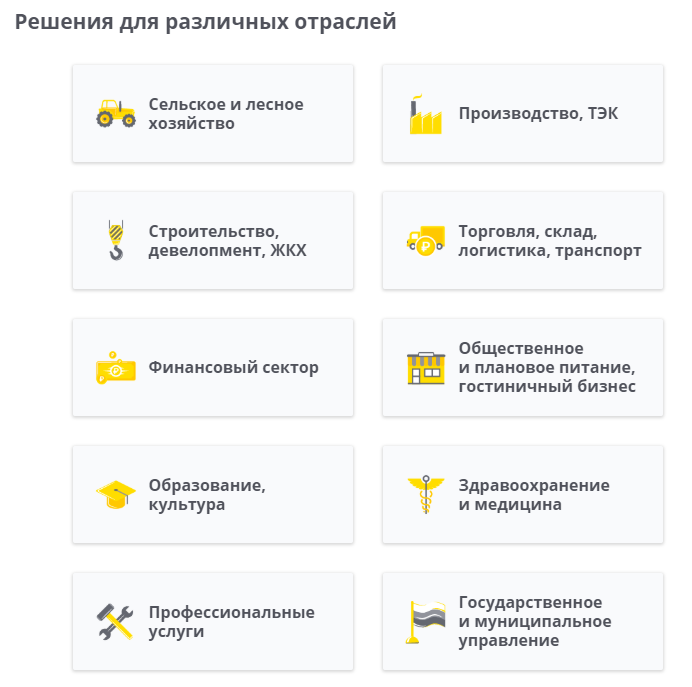 Решения для различных отраслей
Сельское и лесное
хозяйство
Производство, ТЭК
Строительство,
девелопмент, ЖКХ
Торговля, склад,
логистика, транспорт
Финансовый сектор
Общественное
и плановое питание,
гостиничный бизнес
Образование,
культура
Здравоохранение
и медицина
Профессиональные
услуги
Государственное
и муниципальное
управление